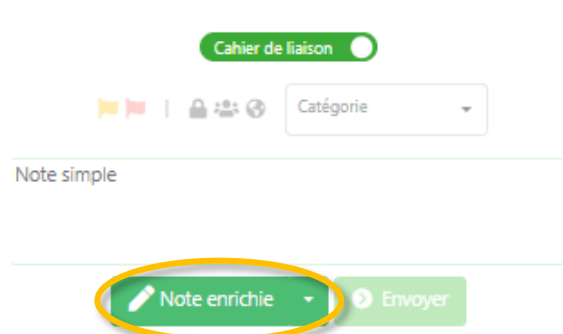 Cahier de liaison
Catégorie
Note simple
Note enrichie
Envoyer